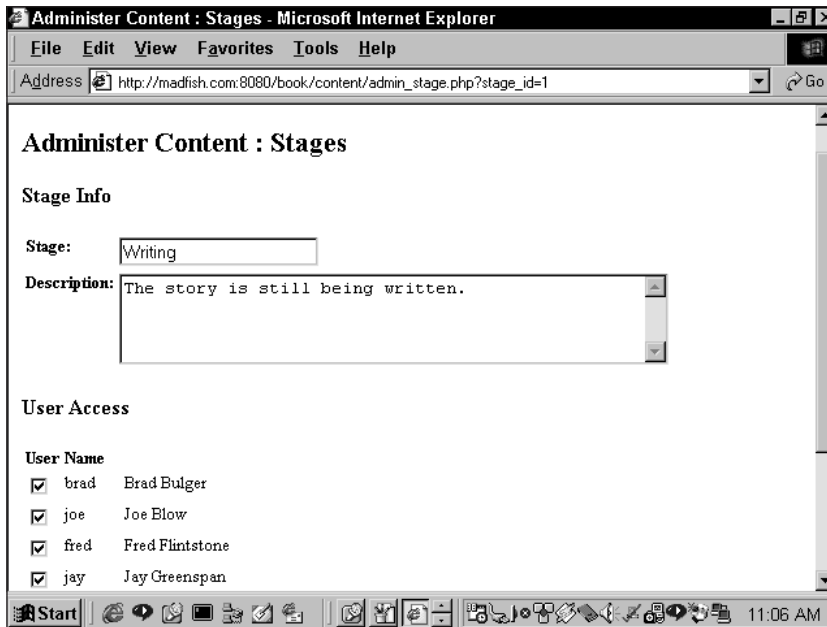 Administer Content : Stages - Microsoft Internet Explorer
File Edit View Favorites Tools Help
Address http://madfish.com:8080/book/content/admin_stage.php?stage_id=1 Go
Administer Content : Stages
Stage Info
Stage: Writing
Description: The story is still being written.
User Access
User Name
brad Brad Bulger
joe Joe Blow
fred Fred Flintstone
jay Jay Greenspan
Start 11:06 AM